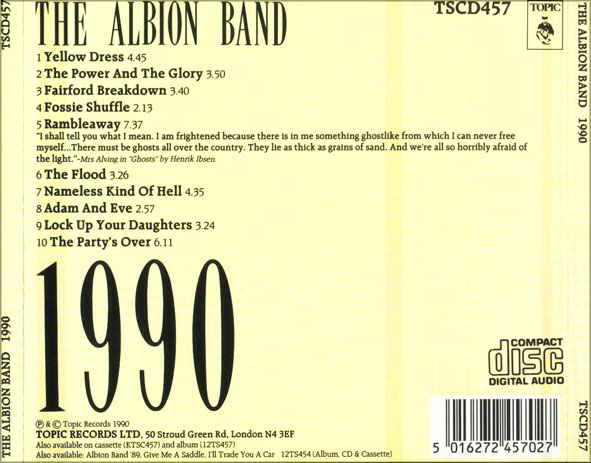 TSCD457
THE ALBION BAND
TSCD457
TOPIC
THE ALBION BAND 1990
1 Yellow Dress 4.45
2 The Power And The Glory 3.50
3 Fairford Breakdown 3.40
4 Fossie Shuffle 2.13
5 Rambleaway 7.37
"I shall tell you what I mean. I am frightened because there is in me something ghostlike from which I can never free
myself...There must be ghosts all over the country. They lie as thick as grains of sand. And we're all so horribly afraid of
the light."-Mrs Alving in "Ghosts" by Henrik Ibsen.
6 The Flood 3.26
7 Nameless Kind Of Hell 4.35
8 Adam And Eve 2.57
9 Lock Up Your Daughters 3.24
10 The Party's Over 6.11
1990
THE ALBION BAND 1990
COMPACT
disc
DIGITAL AUDIO
TSCD457
℗ & © Topic Records 1990
TOPIC RECORDS LTD, 50 Stroud Green Rd, London N4 3EF
Also available on cassette (KTSC457) and album (12TS457)
Also available: Albion Band '89, Give Me A Saddle, I'll Trade You A Car 12TS454 (Album, CD & Cassette)
5 016272 457027